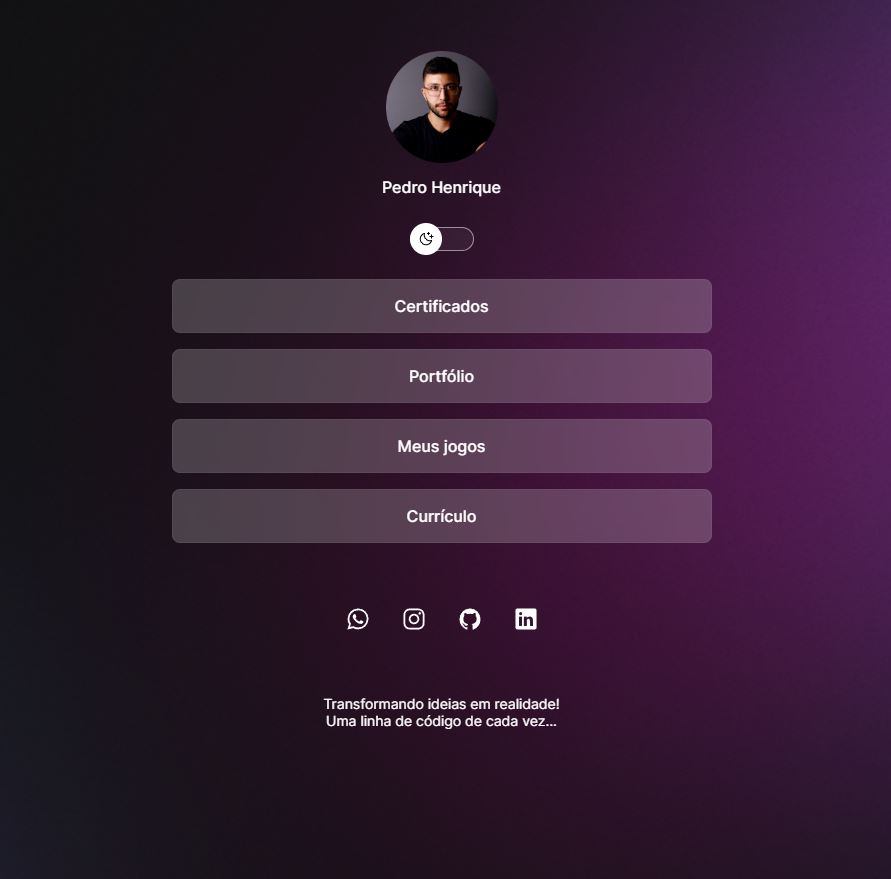 Pedro Henrique
Certificados
Portfólio
Meus jogos
Currículo
Transformando ideias em realidade!
Uma linha de código de cada vez...